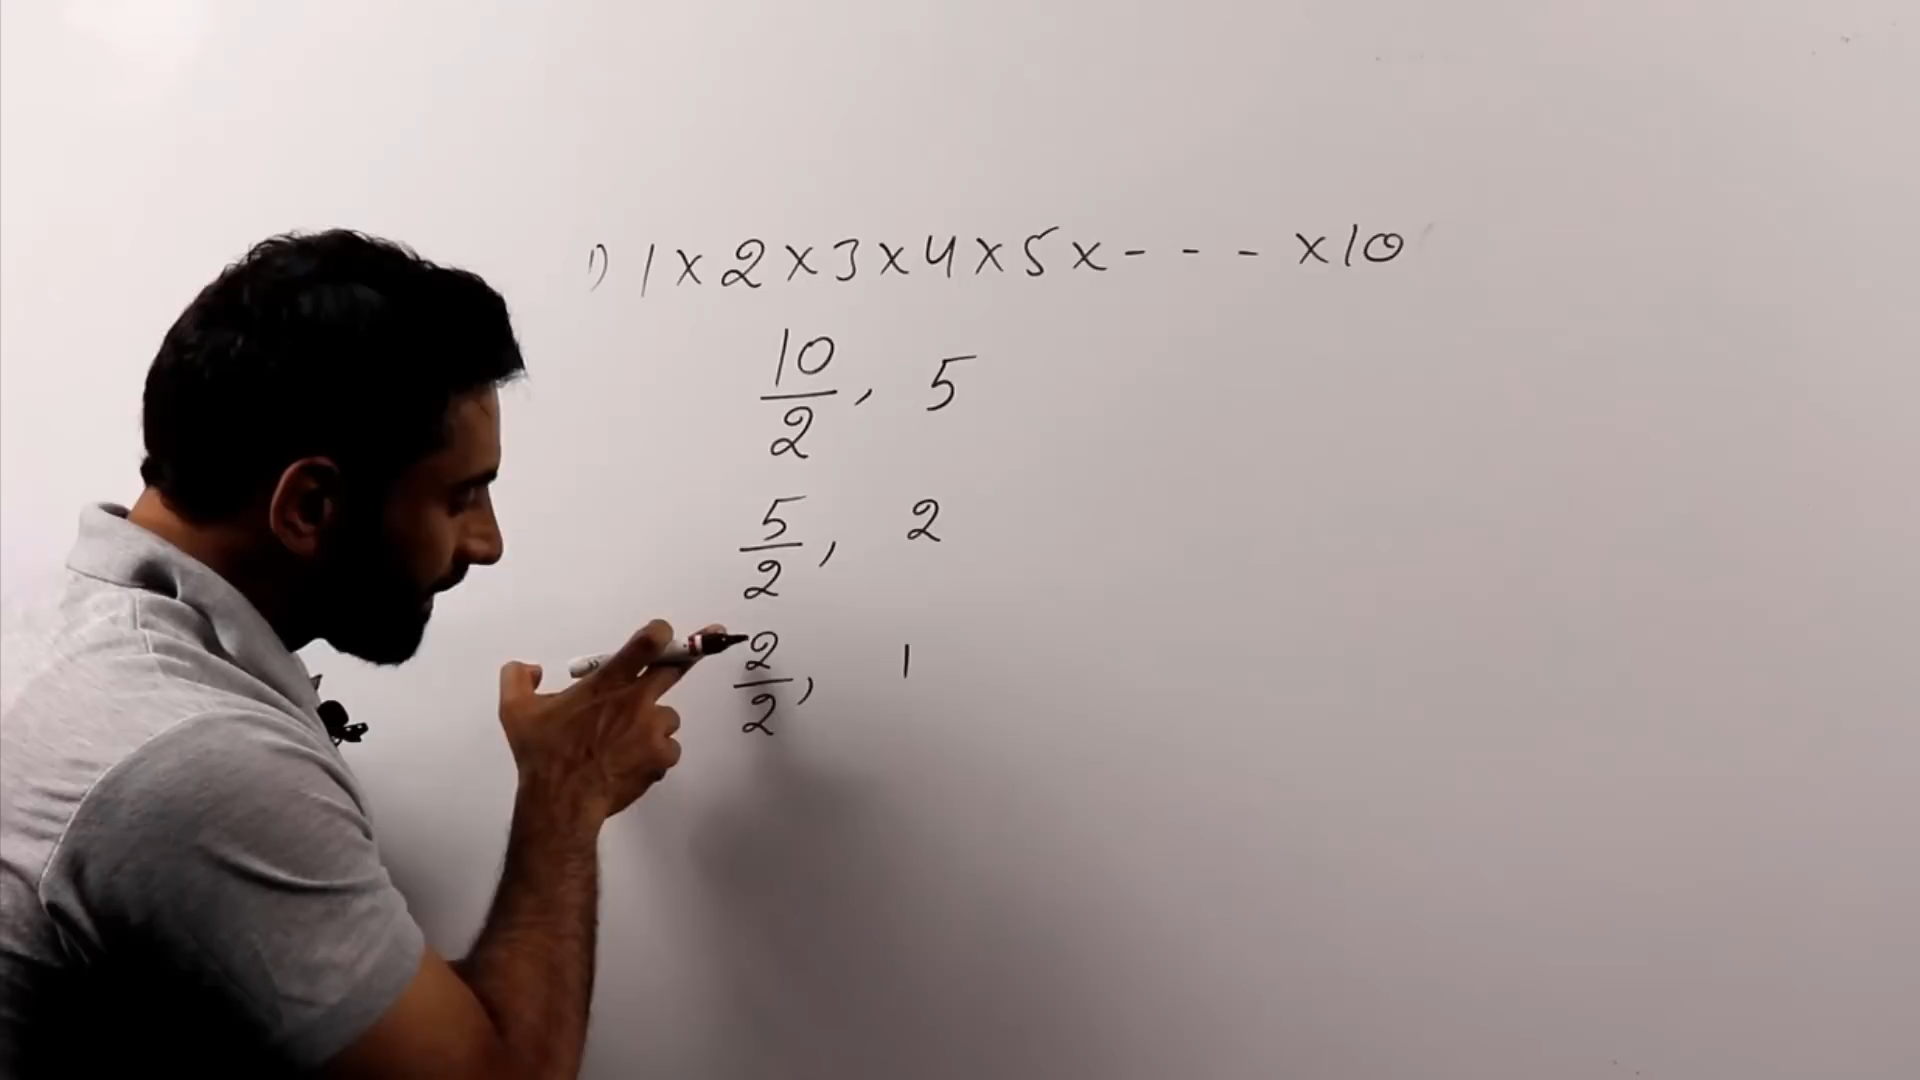 1) 1 × 2 × 3 × 4 × 5 × - - - × 10
10/2, 5
5/2, 2
2/2, 1